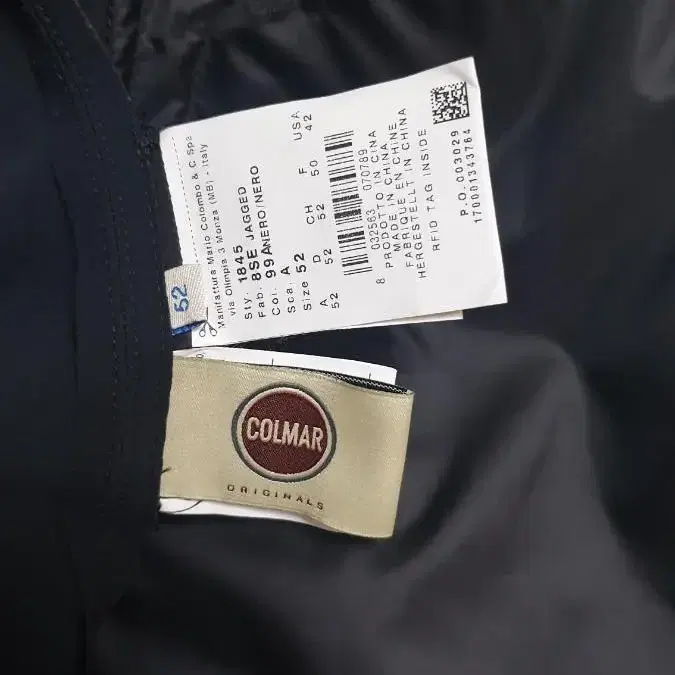 Manifattura Mario Colombo & C Spa
via Olimpia 3 Monza (MB) - Italy
Sty. 1845
Fab. 8SE JAGGED
Col. 99ANERO/NERO
Sca. A
Size 52
A D CH F USA
52 52 52 50 42
8 032563 070789
PRODOTTO IN CINA
MADE IN CHINA
FABRIQUE EN CHINE
HERGESTELLT IN CHINA
RFID TAG INSIDE
P.O. 003029
170001343764
52
COLMAR
ORIGINALS